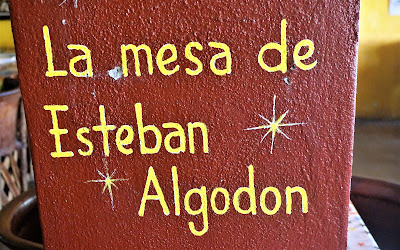 La mesa de
Esteban
Algodon